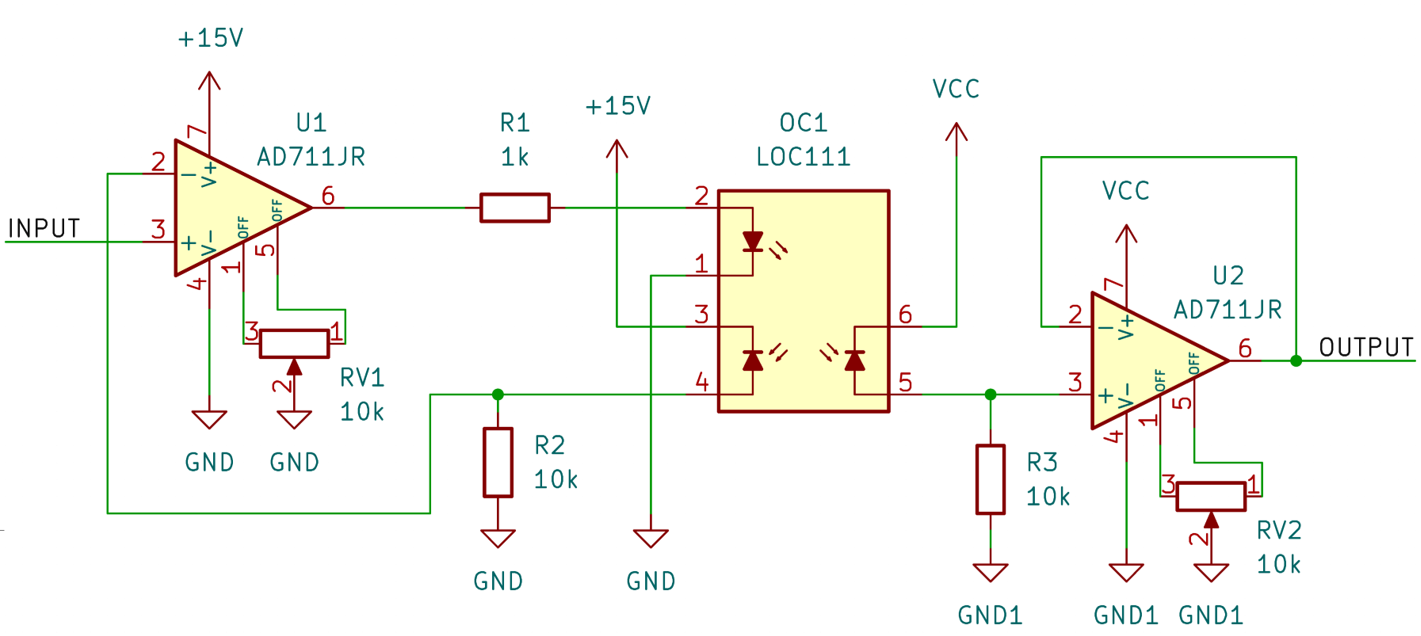 +15V
VCC
+15V
U1
R1
OC1
AD711JR
1k
LOC111
7
2
- V+
6
2
VCC
INPUT
3
+ V-
OFF
OFF
1
5
4
1
7
U2
AD711JR
3
6
2
- V+
3
1
6
OUTPUT
RV1
10k
2
4
5
3
+ V-
OFF
OFF
1
5
4
GND
GND
R2
10k
R3
10k
3
1
RV2
10k
2
GND
GND
GND1
GND1
GND1